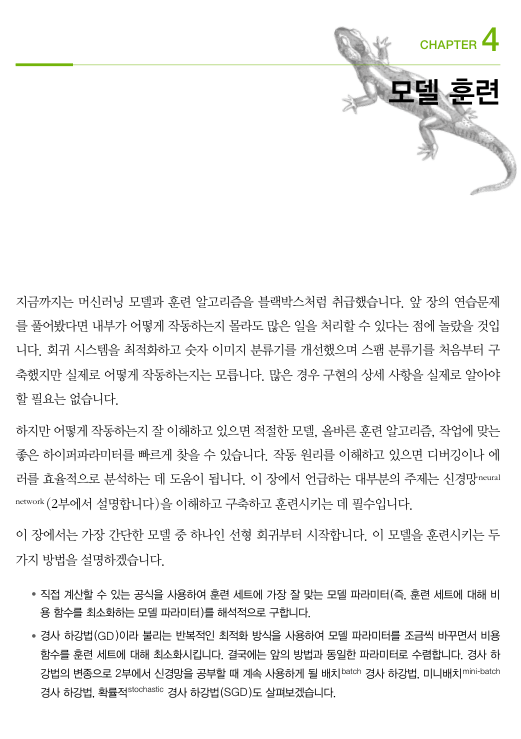 CHAPTER 4
모델 훈련
지금까지는 머신러닝 모델과 훈련 알고리즘을 블랙박스처럼 취급했습니다. 앞 장의 연습문제
를 풀어봤다면 내부가 어떻게 작동하는지 몰라도 많은 일을 처리할 수 있다는 점에 놀랐을 것입
니다. 회귀 시스템을 최적화하고 숫자 이미지 분류기를 개선했으며 스팸 분류기를 처음부터 구
축했지만 실제로 어떻게 작동하는지는 모릅니다. 많은 경우 구현의 상세 사항을 실제로 알아야
할 필요는 없습니다.
하지만 어떻게 작동하는지 잘 이해하고 있으면 적절한 모델, 올바른 훈련 알고리즘, 작업에 맞는
좋은 하이퍼파라미터를 빠르게 찾을 수 있습니다. 작동 원리를 이해하고 있으면 디버깅이나 에
러를 효율적으로 분석하는 데 도움이 됩니다. 이 장에서 언급하는 대부분의 주제는 신경망neural
network(2부에서 설명합니다)을 이해하고 구축하고 훈련시키는 데 필수입니다.
이 장에서는 가장 간단한 모델 중 하나인 선형 회귀부터 시작합니다. 이 모델을 훈련시키는 두
가지 방법을 설명하겠습니다.
• 직접 계산할 수 있는 공식을 사용하여 훈련 세트에 가장 잘 맞는 모델 파라미터(즉, 훈련 세트에 대해 비
용 함수를 최소화하는 모델 파라미터)를 해석적으로 구합니다.
• 경사 하강법(GD)이라 불리는 반복적인 최적화 방식을 사용하여 모델 파라미터를 조금씩 바꾸면서 비용
함수를 훈련 세트에 대해 최소화시킵니다. 결국에는 앞의 방법과 동일한 파라미터로 수렴합니다. 경사 하
강법의 변종으로 2부에서 신경망을 공부할 때 계속 사용하게 될 배치batch 경사 하강법, 미니배치mini-batch
경사 하강법, 확률적stochastic 경사 하강법(SGD)도 살펴보겠습니다.